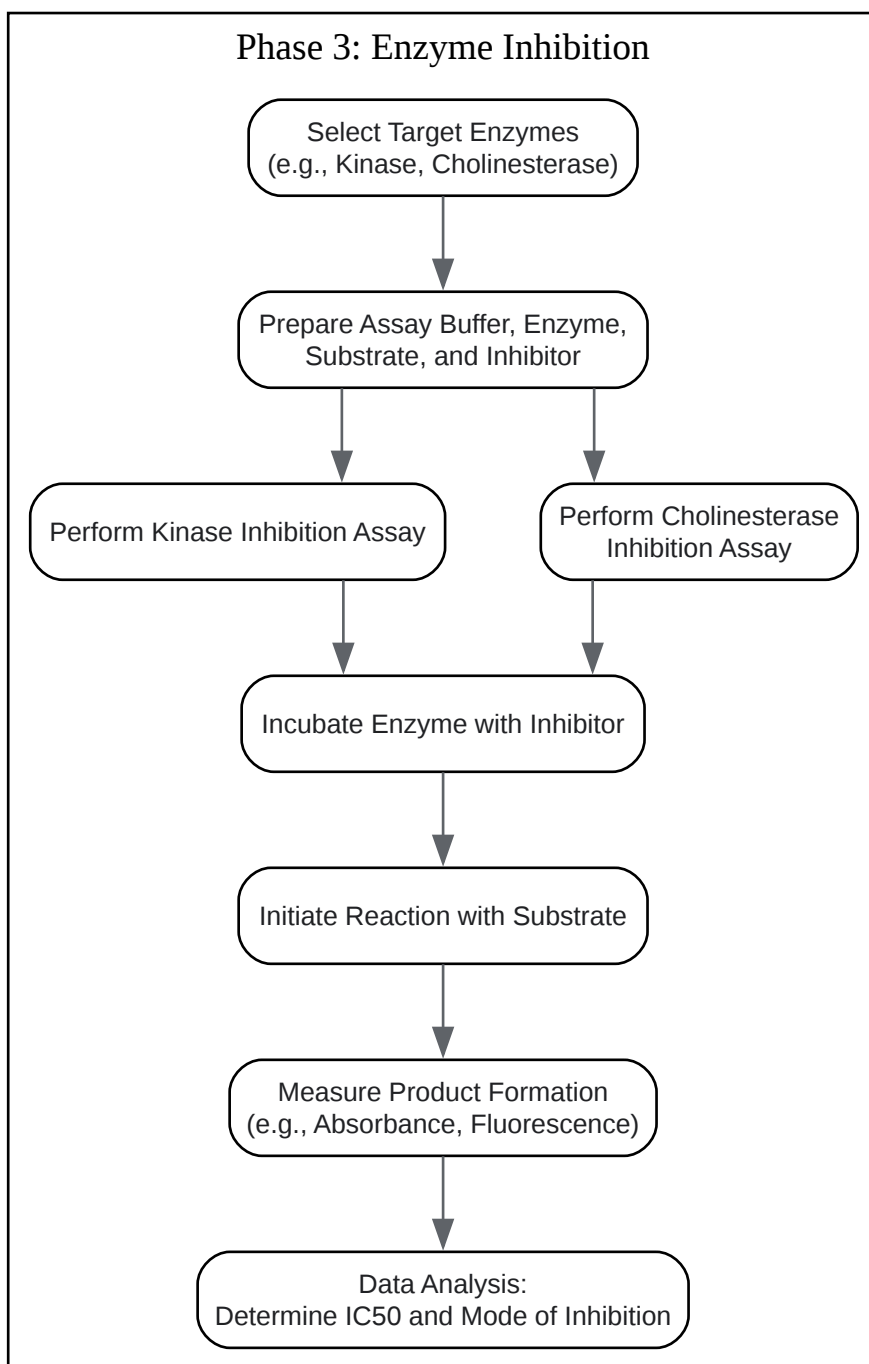 Phase 3: Enzyme Inhibition
Select Target Enzymes
(e.g., Kinase, Cholinesterase)
Prepare Assay Buffer, Enzyme,
Substrate, and Inhibitor
Perform Kinase Inhibition Assay
Perform Cholinesterase
Inhibition Assay
Incubate Enzyme with Inhibitor
Initiate Reaction with Substrate
Measure Product Formation
(e.g., Absorbance, Fluorescence)
Data Analysis:
Determine IC50 and Mode of Inhibition